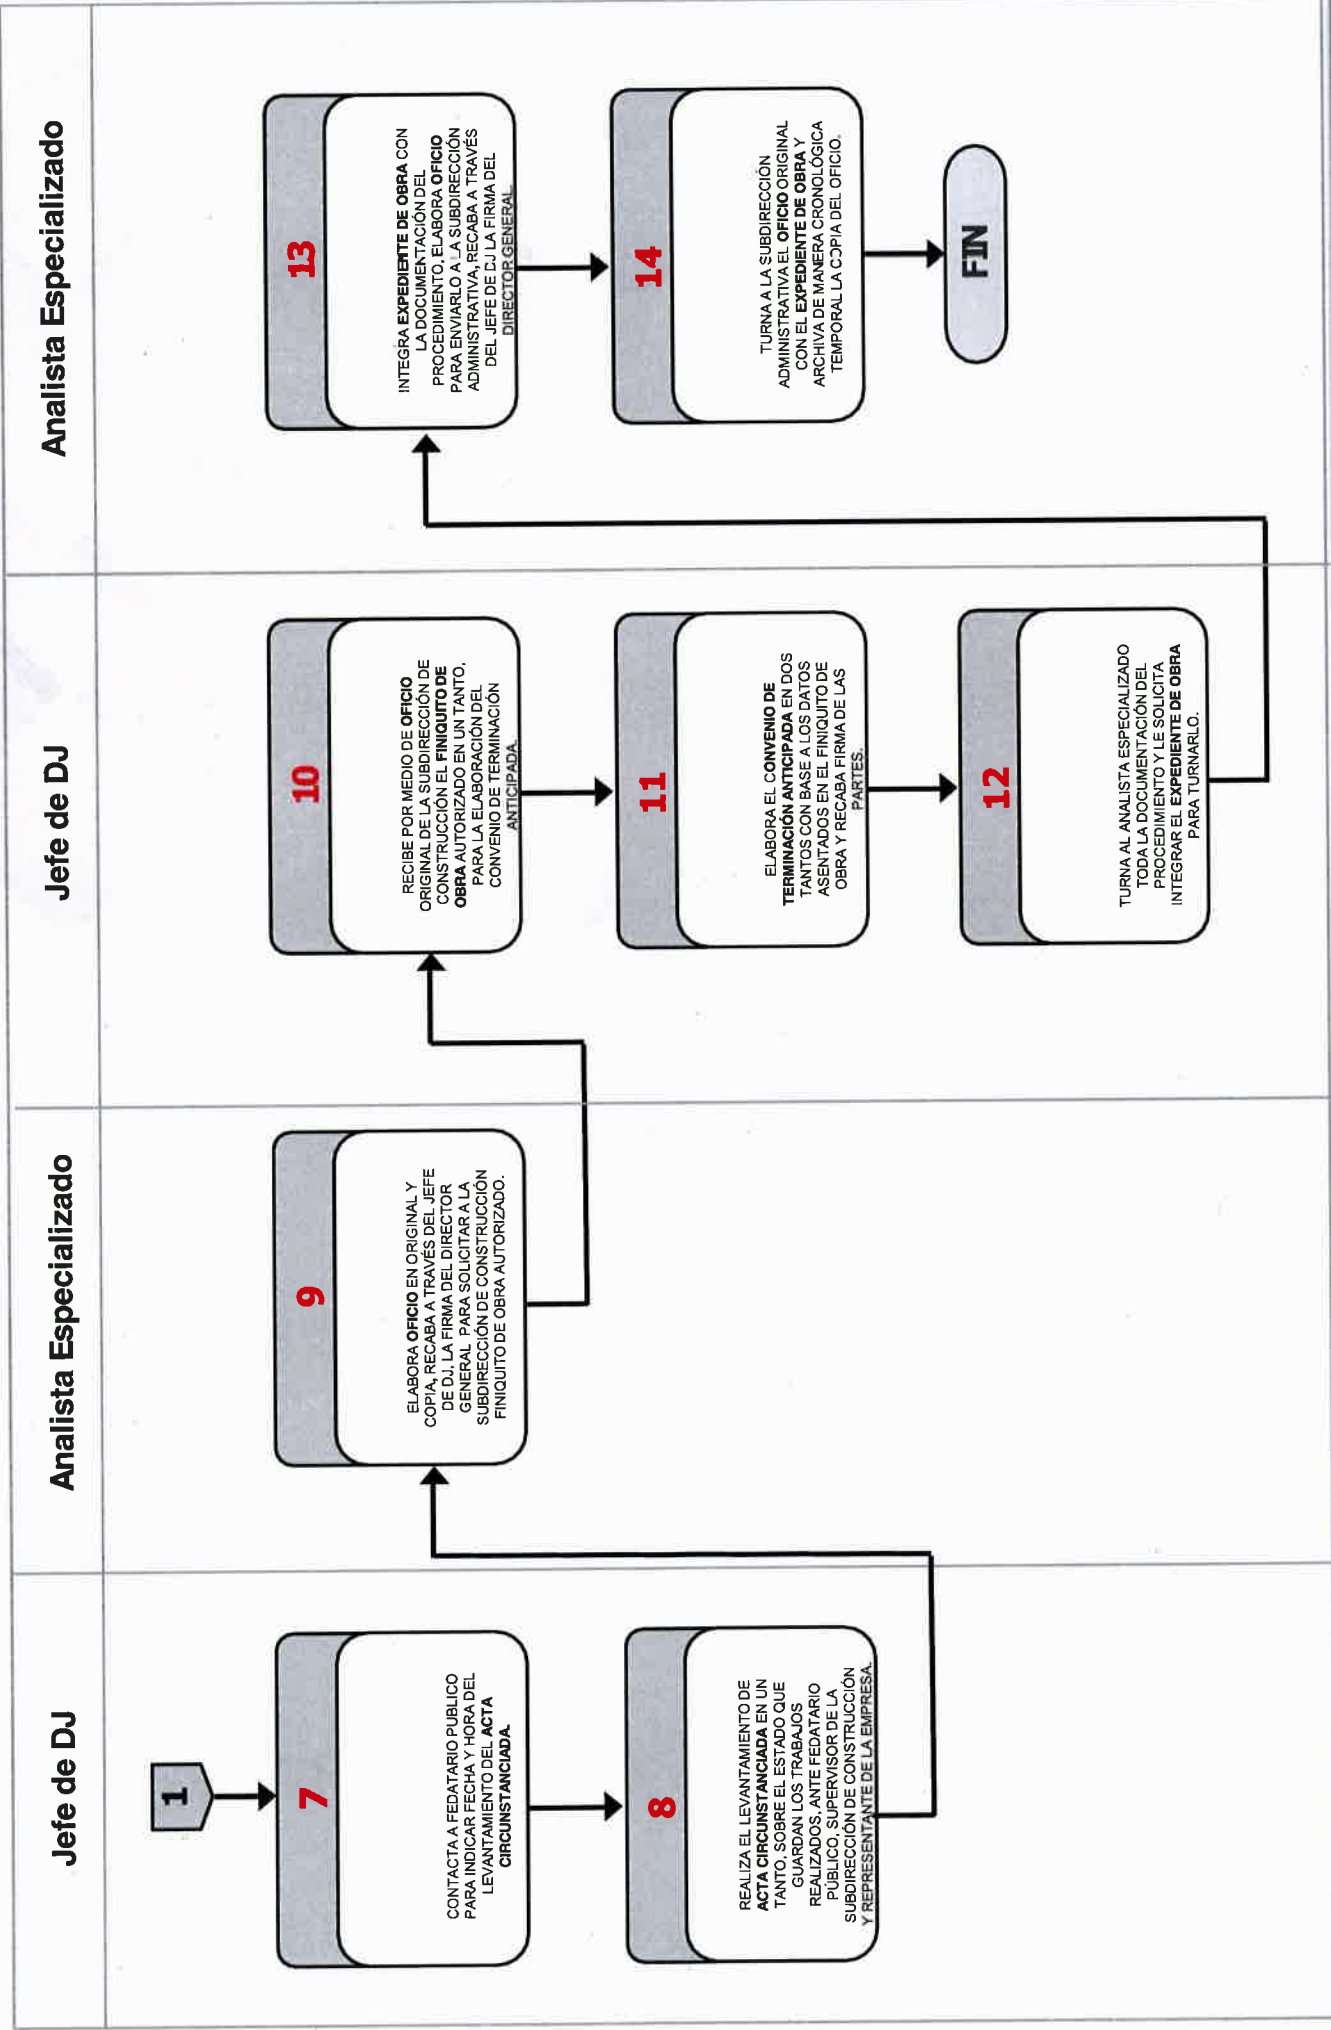 Jefe de DJ
Analista Especializado
Jefe de DJ
Analista Especializado
1
7
CONTACTA A FEDATARIO PUBLICO
PARA INDICAR FECHA Y HORA DEL
LEVANTAMIENTO DEL ACTA
CIRCUNSTANCIADA.
8
REALIZA EL LEVANTAMIENTO DE
ACTA CIRCUNSTANCIADA EN UN
TANTO, SOBRE EL ESTADO QUE
GUARDAN LOS TRABAJOS
REALIZADOS, ANTE FEDATARIO
PÚBLICO, SUPERVISOR DE LA
SUBDIRECCIÓN DE CONSTRUCCIÓN
Y REPRESENTANTE DE LA EMPRESA.
9
ELABORA OFICIO EN ORIGINAL Y
COPIA, RECABA A TRAVÉS DEL JEFE
DE DJ, LA FIRMA DEL DIRECTOR
GENERAL PARA SOLICITAR A LA
SUBDIRECCIÓN DE CONSTRUCCIÓN
FINIQUITO DE OBRA AUTORIZADO.
10
RECIBE POR MEDIO DE OFICIO
ORIGINAL DE LA SUBDIRECCIÓN DE
CONSTRUCCIÓN EL FINIQUITO DE
OBRA AUTORIZADO EN UN TANTO,
PARA LA ELABORACIÓN DEL
CONVENIO DE TERMINACIÓN
ANTICIPADA.
11
ELABORA EL CONVENIO DE
TERMINACIÓN ANTICIPADA EN DOS
TANTOS CON BASE A LOS DATOS
ASENTADOS EN EL FINIQUITO DE
OBRA Y RECABA FIRMA DE LAS
PARTES.
12
TURNA AL ANALISTA ESPECIALIZADO
TODA LA DOCUMENTACIÓN DEL
PROCEDIMIENTO Y LE SOLICITA
INTEGRAR EL EXPEDIENTE DE OBRA
PARA TURNARLO.
13
INTEGRA EXPEDIENTE DE OBRA CON
LA DOCUMENTACIÓN DEL
PROCEDIMIENTO, ELABORA OFICIO
PARA ENVIARLO A LA SUBDIRECCIÓN
ADMINISTRATIVA, RECABA A TRAVÉS
DEL JEFE DE DJ LA FIRMA DEL
DIRECTOR GENERAL.
14
TURNA A LA SUBDIRECCIÓN
ADMINISTRATIVA EL OFICIO ORIGINAL
CON EL EXPEDIENTE DE OBRA Y
ARCHIVA DE MANERA CRONOLÓGICA
TEMPORAL LA COPIA DEL OFICIO.
FIN